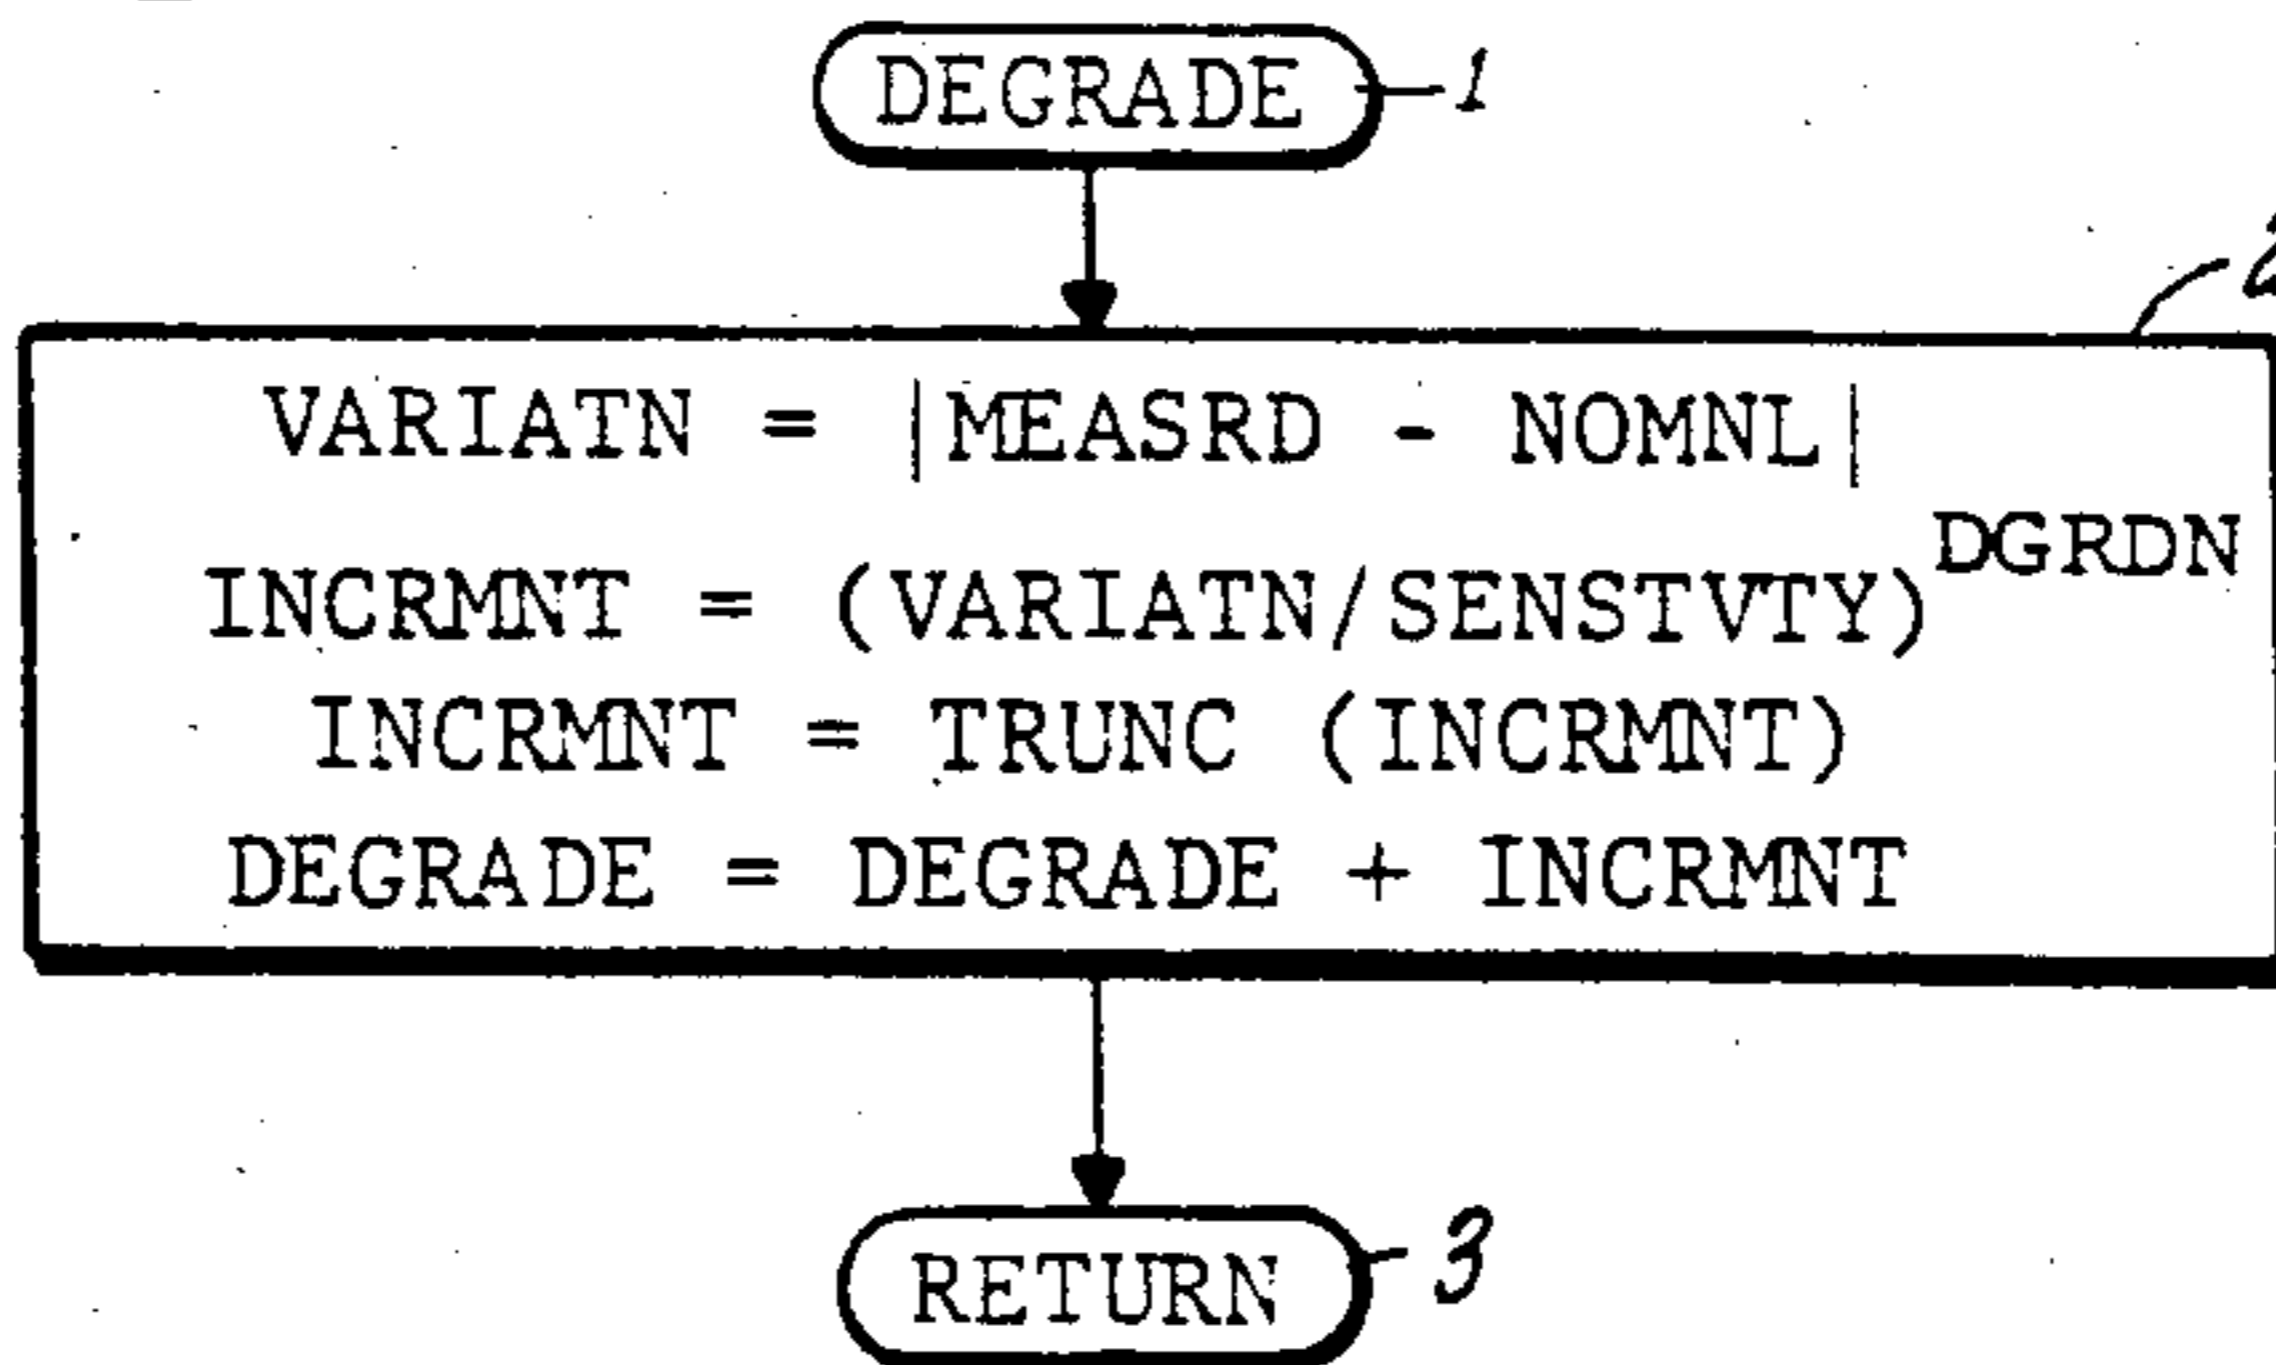 DEGRADE 1
2
VARIATN = |MEASRD - NOMNL|
INCRMNT = (VARIATN/SENSTVTY)^DGRDN
INCRMNT = TRUNC (INCRMNT)
DEGRADE = DEGRADE + INCRMNT
RETURN 3